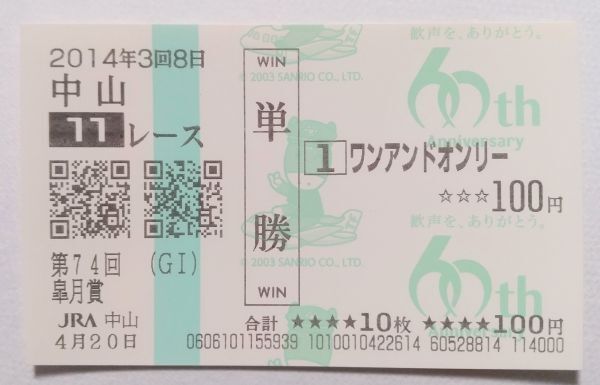 2014年3回8日
中山
11レース
第74回 (GI)
皐月賞
JRA 中山
4月20日
WIN
単勝
WIN
1 ワンアンドオンリー
☆☆☆100円
合計 ★★★★10枚 ★★★★100円
0606101155939 1010010422614 60528814 114000
歓声を、ありがとう。
60th
Anniversary
© 2003 SANRIO CO., LTD.
歓声を、ありがとう。
60th
Anniversary
© 2003 SANRIO CO., LTD.